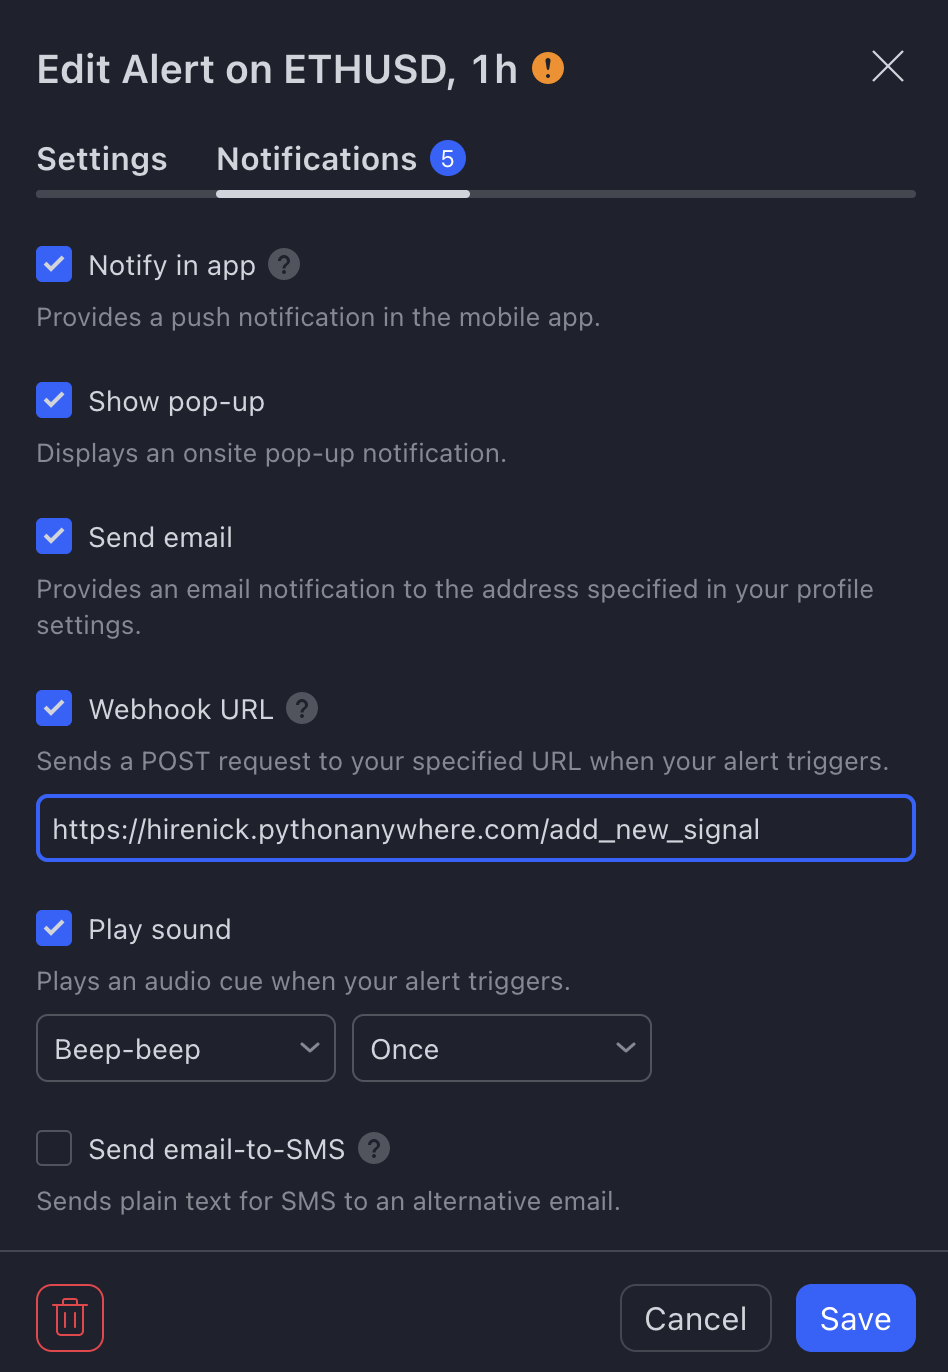 Edit Alert on ETHUSD, 1h !
Settings Notifications 5
Notify in app ?
Provides a push notification in the mobile app.
Show pop-up
Displays an onsite pop-up notification.
Send email
Provides an email notification to the address specified in your profile
settings.
Webhook URL ?
Sends a POST request to your specified URL when your alert triggers.
https://hirenick.pythonanywhere.com/add_new_signal
Play sound
Plays an audio cue when your alert triggers.
Beep-beep Once
Send email-to-SMS ?
Sends plain text for SMS to an alternative email.
Cancel Save